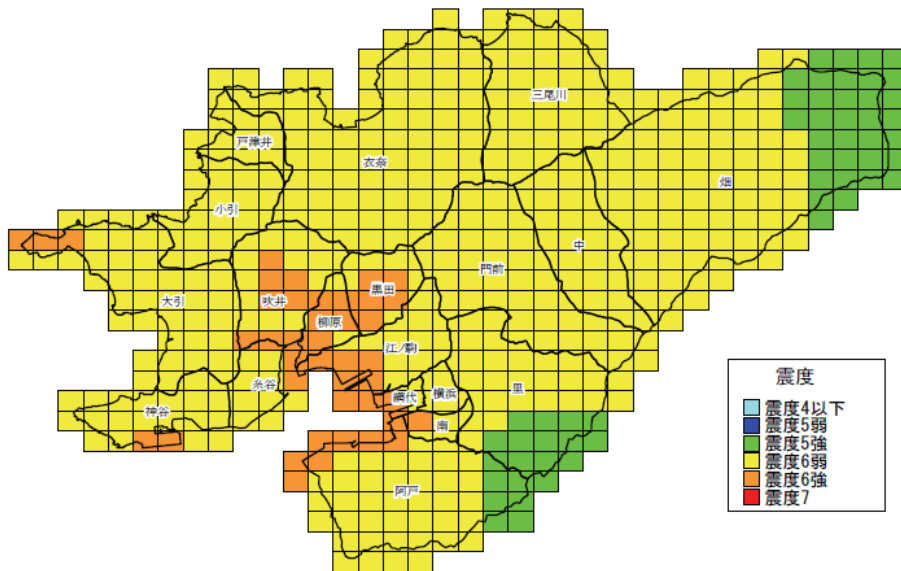 三尾川
戸津井
衣奈
畑
小引
中
門前
大引
吹井
黒田
柳原
江ノ駒
糸谷
網代
横浜
里
神谷
南
阿戸
震度
震度4以下
震度5弱
震度5強
震度6弱
震度6強
震度7